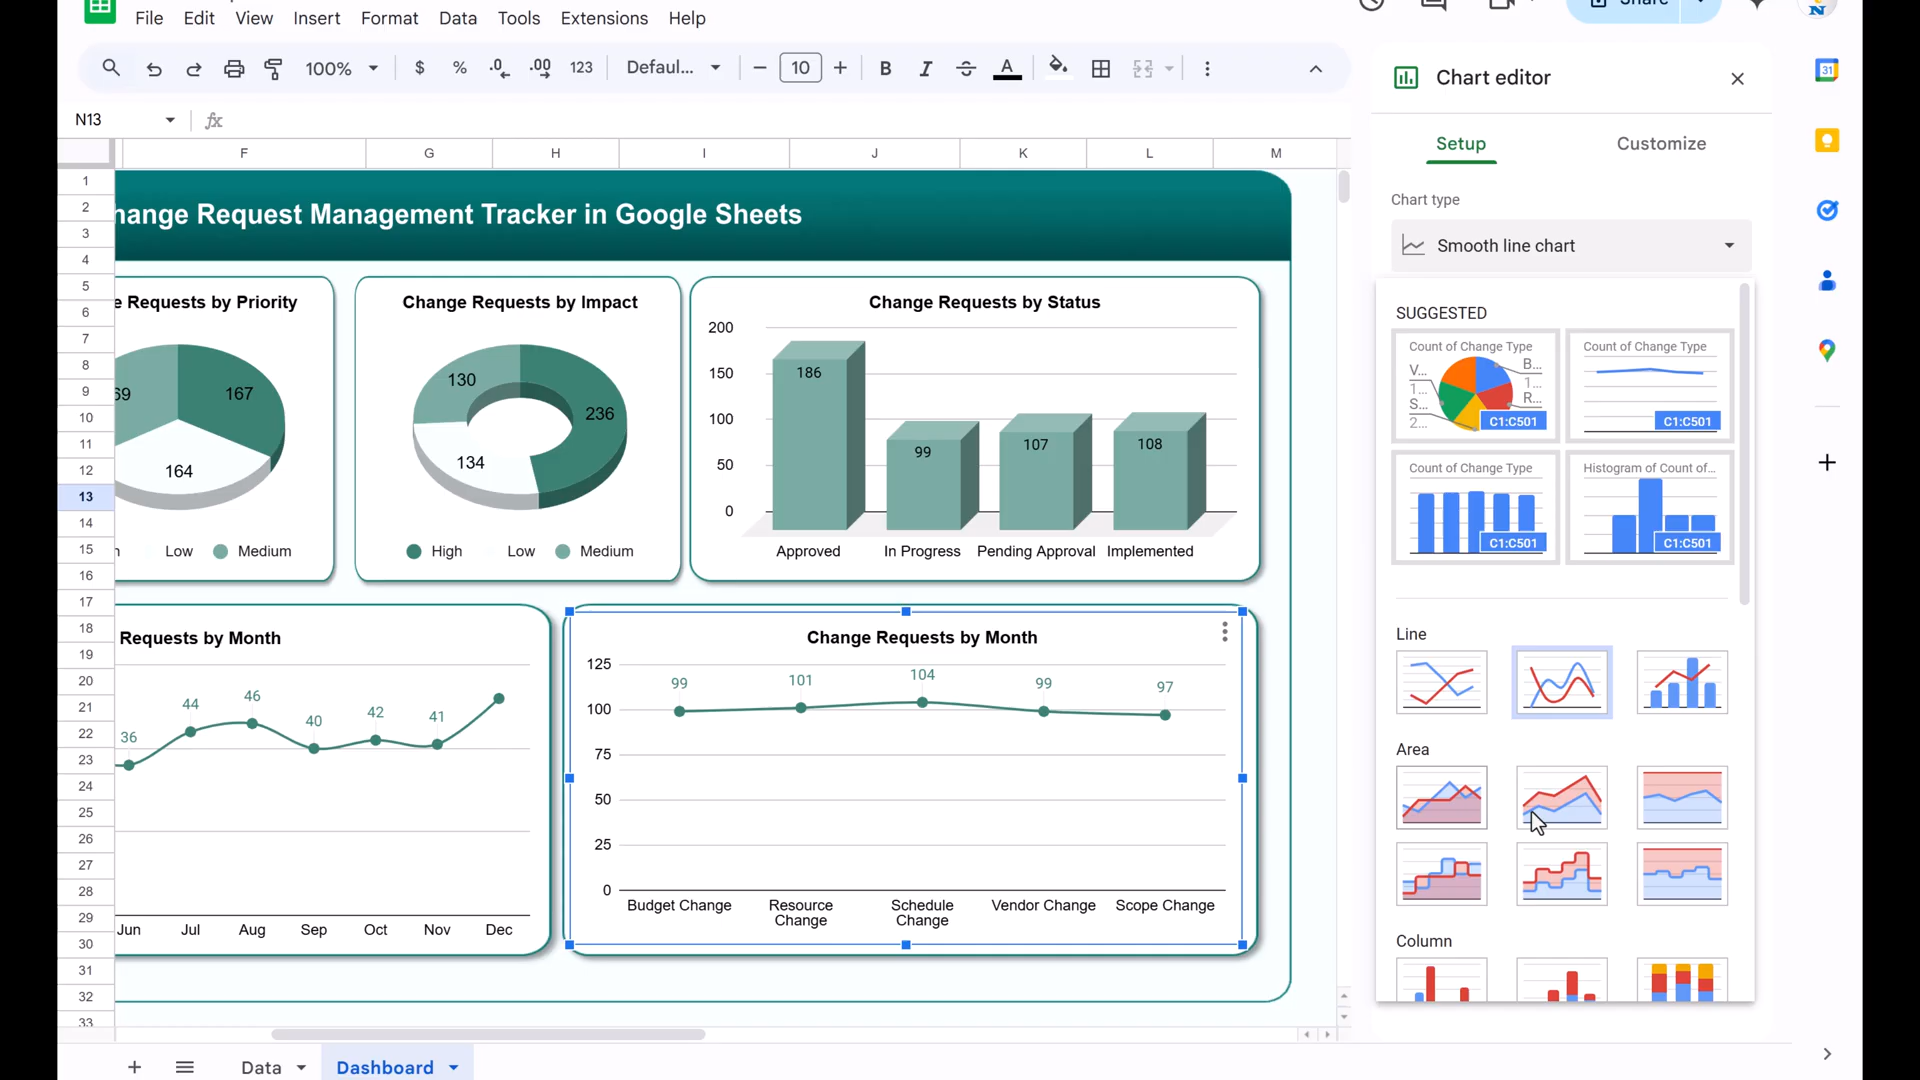 File Edit View Insert Format Data Tools Extensions Help
Share
100% $ % .0 .00 123 Defaul... 10 B I A
N13 fx
Chart editor
31
Setup Customize
F G H I J K L M
1
2
3
4
5
6
7
8
9
10
11
12
13
14
15
16
17
18
19
20
21
22
23
24
25
26
27
28
29
30
31
32
33
hange Request Management Tracker in Google Sheets
e Requests by Priority
167
69
164
Low Medium
Change Requests by Impact
130
236
134
High Low Medium
Change Requests by Status
200
150
100
50
0
186
99
107
108
Approved In Progress Pending Approval Implemented
Requests by Month
36
44
46
40
42
41
Jun Jul Aug Sep Oct Nov Dec
Change Requests by Month
125
100
75
50
25
0
99
101
104
99
97
Budget Change Resource Change Schedule Change Vendor Change Scope Change
Chart type
Smooth line chart
SUGGESTED
Count of Change Type
V...
1...
S...
2...
B...
1...
R...
C1:C501
Count of Change Type
C1:C501
Count of Change Type
C1:C501
Histogram of Count of...
C1:C501
Line
Area
Column
Data Dashboard